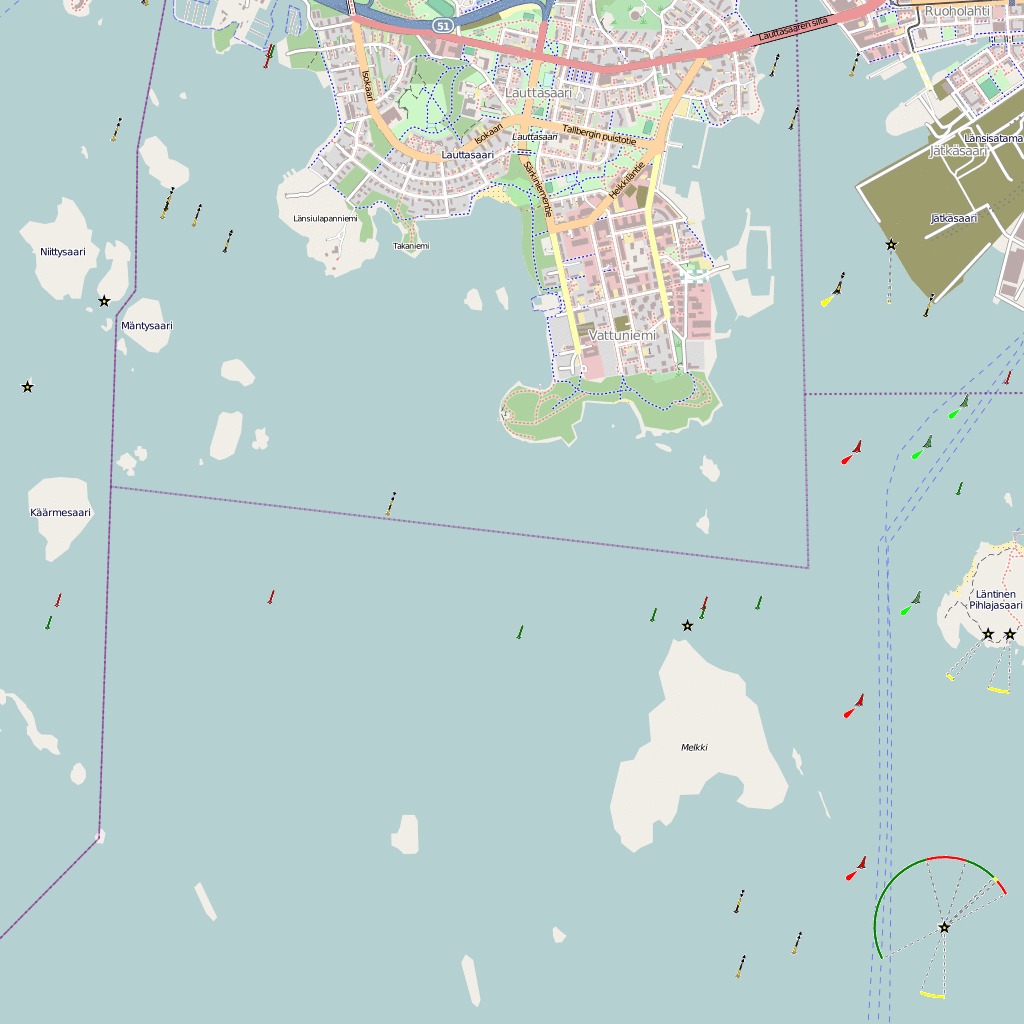 51
Lauttasaaren silta
Ruoholahti
Isokaari
Lauttasaari
Isokaari
Lauttasaari
Tallbergin puistotie
Länsisatama
Jätkäsaari
Lauttasaari
Särkiniementie
Heikkiläntie
Länsiulapanniemi
Jätkäsaari
Takaniemi
Niittysaari
Mäntysaari
Vattuniemi
Käärmesaari
Läntinen
Pihlajasaari
Melkki